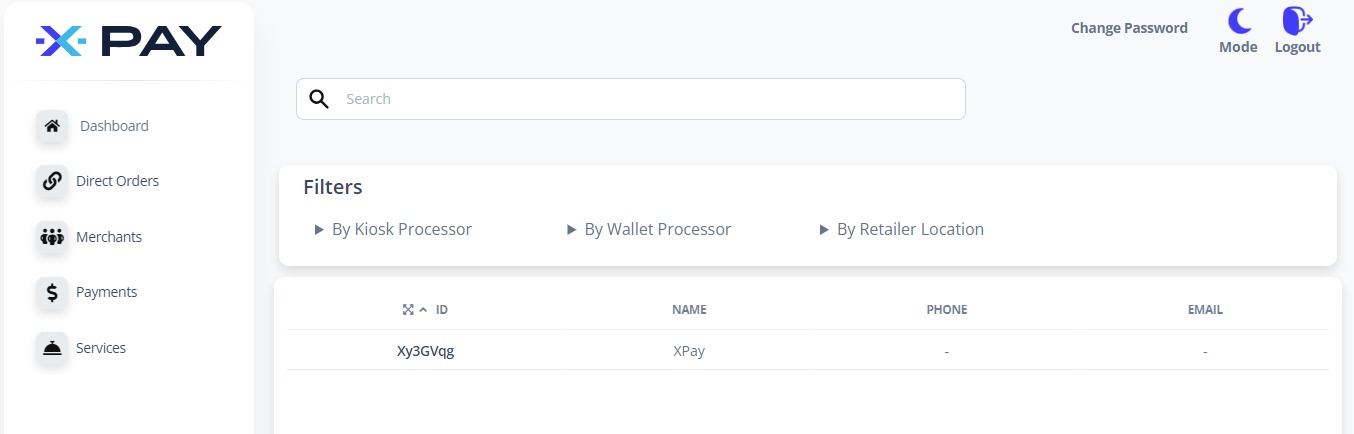 X PAY
Change Password
Mode
Logout
Search
Dashboard
Direct Orders
Merchants
Payments
Services
Filters
By Kiosk Processor
By Wallet Processor
By Retailer Location
ID NAME PHONE EMAIL
Xy3GVqg XPay - -